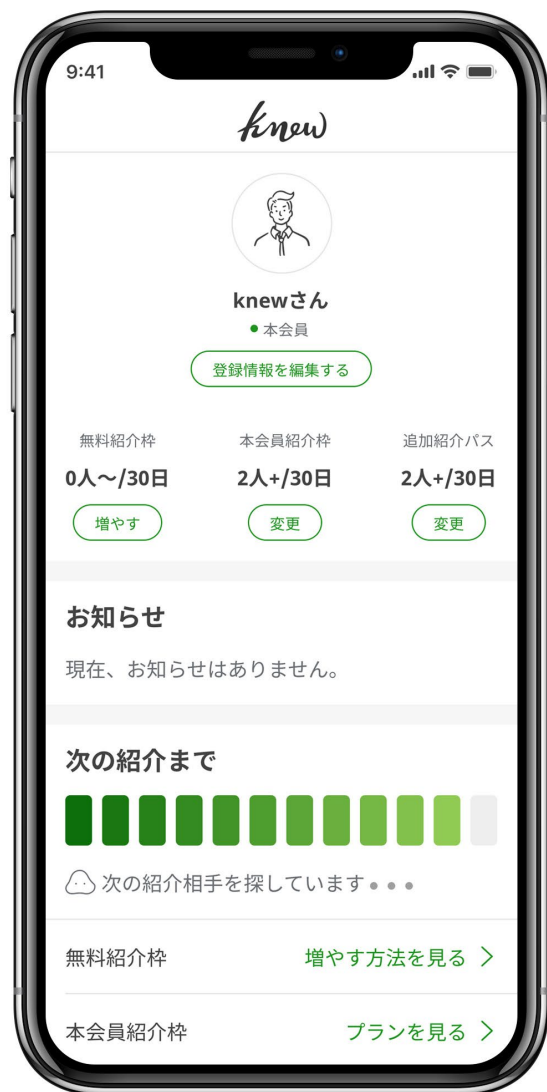 9:41
knew
knewさん
本会員
登録情報を編集する
無料紹介枠 本会員紹介枠 追加紹介パス
0人〜/30日 2人+/30日 2人+/30日
増やす 変更 変更
お知らせ
現在、お知らせはありません。
次の紹介まで
次の紹介相手を探しています
無料紹介枠 増やす方法を見る
本会員紹介枠 プランを見る